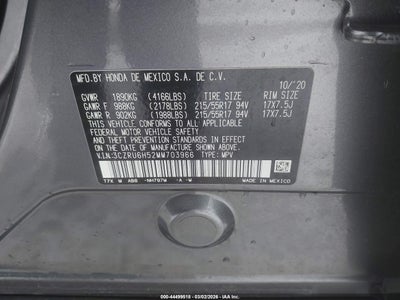 MFD.BY HONDA DE MEXICO S.A. DE C.V.
10/'20
GVWR 1890KG (4166LBS) TIRE SIZE RIM SIZE
GAWR F 988KG (2178LBS) 215/55R17 94V 17X7.5J
GAWR R 902KG (1988LBS) 215/55R17 94V 17X7.5J
THIS VEHICLE CONFORMS TO ALL APPLICABLE
FEDERAL MOTOR VEHICLE SAFETY AND
THEFT PREVENTION STANDARDS IN EFFECT ON
THE DATE OF MANUFACTURE SHOWN ABOVE.
V.I.N:3CZRU6H52MM703966 TYPE: MPV
MADE IN MEXICO
IAA: 44499518 - 03/02/2026 - IAA Inc.